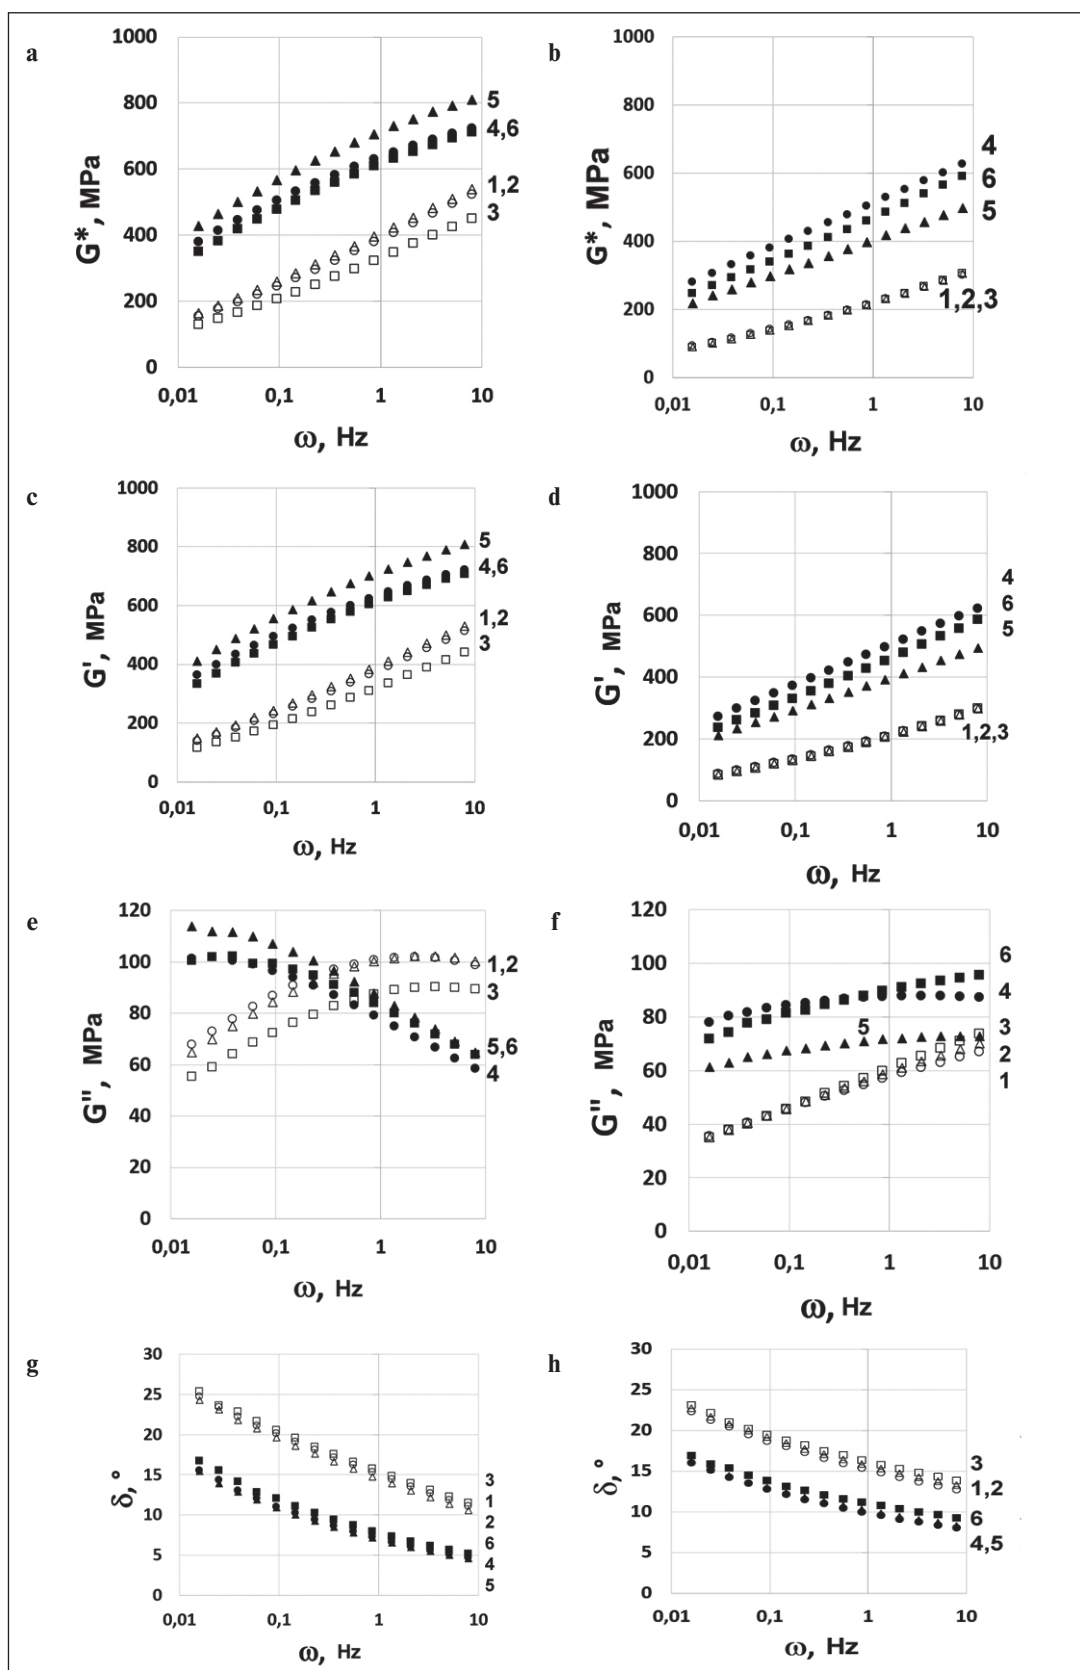 a
1000
800
600
400
200
0
0,01 0,1 1 10
G*, MPa
ω, Hz
5
4,6
1,2
3
b
1000
800
600
400
200
0
0,01 0,1 1 10
G*, MPa
ω, Hz
4
6
5
1,2,3
c
1000
800
600
400
200
0
0,01 0,1 1 10
G', MPa
ω, Hz
5
4,6
1,2
3
d
1000
800
600
400
200
0
0,01 0,1 1 10
G', MPa
ω, Hz
4
6
5
1,2,3
e
120
100
80
60
40
20
0
0,01 0,1 1 10
G'', MPa
ω, Hz
1,2
3
5,6
4
f
120
100
80
60
40
20
0
0,01 0,1 1 10
G'', MPa
ω, Hz
6
4
5
3
2
1
g
30
25
20
15
10
5
0
0,01 0,1 1 10
δ, °
ω, Hz
3
1
2
6
4
5
h
30
25
20
15
10
5
0
0,01 0,1 1 10
δ, °
ω, Hz
3
1,2
6
4,5